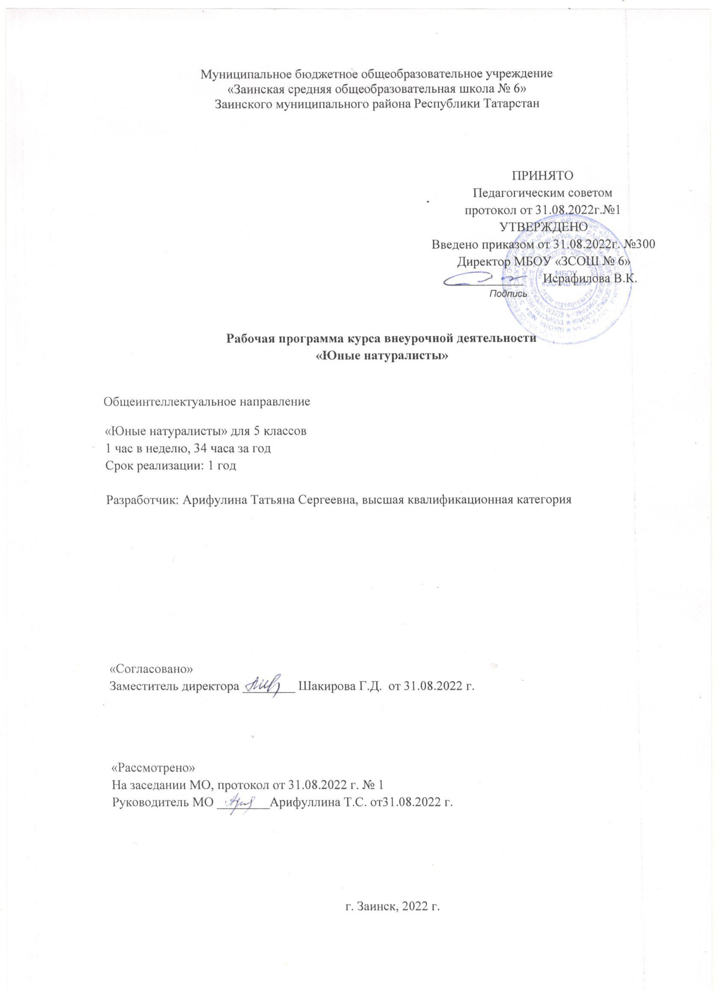 Муниципальное бюджетное общеобразовательное учреждение
«Заинская средняя общеобразовательная школа № 6»
Заинского муниципального района Республики Татарстан
ПРИНЯТО
Педагогическим советом
протокол от 31.08.2022г.№1
УТВЕРЖДЕНО
Введено приказом от 31.08.2022г. №300
Директор МБОУ «ЗСОШ № 6»
Исрафилова В.К.
Подпись
МБОУ
«ЗСОШ №6»
Рабочая программа курса внеурочной деятельности
«Юные натуралисты»
Общеинтеллектуальное направление
«Юные натуралисты» для 5 классов
1 час в неделю, 34 часа за год
Срок реализации: 1 год
Разработчик: Арифулина Татьяна Сергеевна, высшая квалификационная категория
«Согласовано»
Заместитель директора ________ Шакирова Г.Д. от 31.08.2022 г.
«Рассмотрено»
На заседании МО, протокол от 31.08.2022 г. № 1
Руководитель МО ________Арифуллина Т.С. от31.08.2022 г.
г. Заинск, 2022 г.